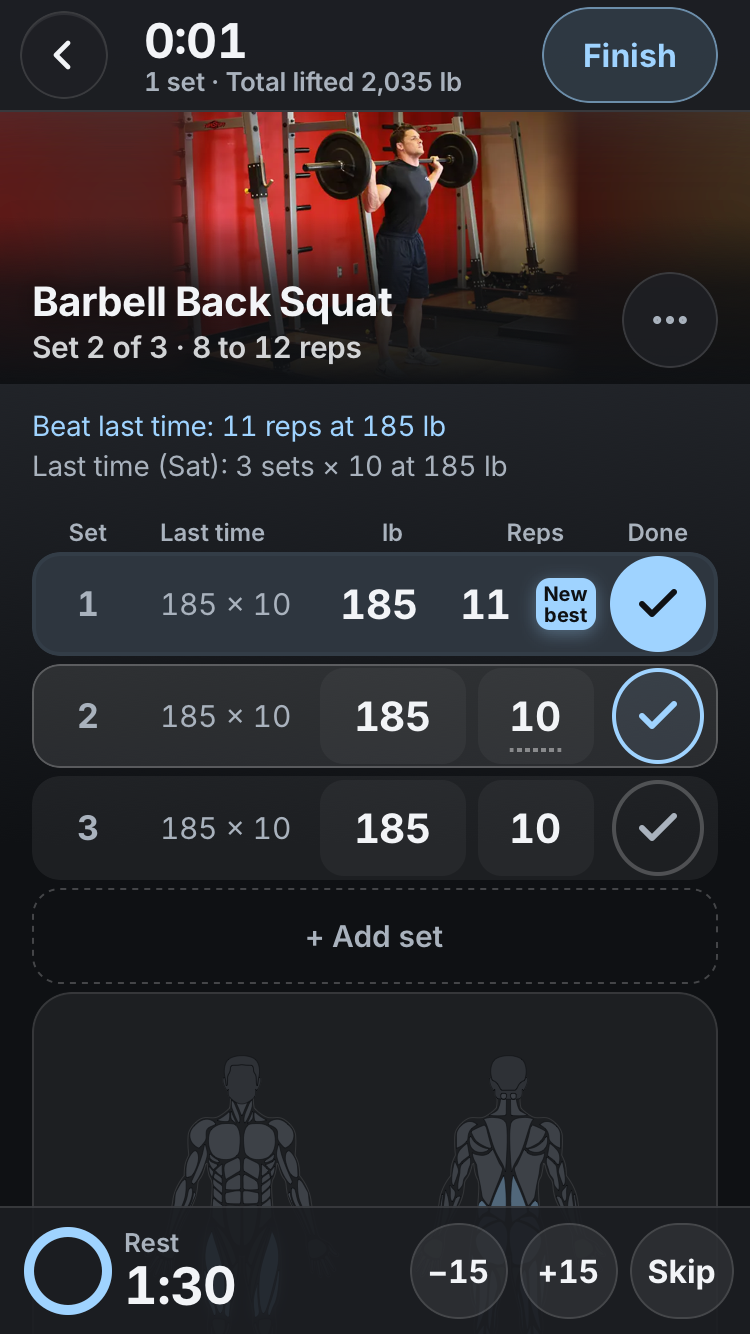 0:01
1 set · Total lifted 2,035 lb
Finish
Barbell Back Squat
Set 2 of 3 · 8 to 12 reps
Beat last time: 11 reps at 185 lb
Last time (Sat): 3 sets × 10 at 185 lb
Set Last time lb Reps Done
1 185 × 10 185 11 New best
2 185 × 10 185 10
3 185 × 10 185 10
+ Add set
Rest
1:30
−15 +15 Skip